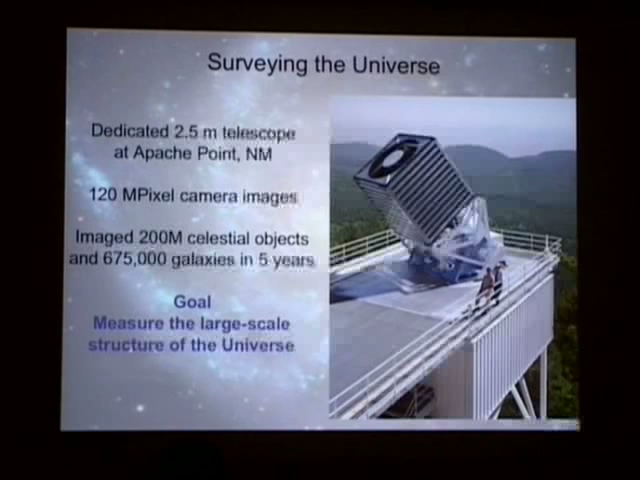 Surveying the Universe
Dedicated 2.5 m telescope
at Apache Point, NM
120 MPixel camera images
Imaged 200M celestial objects
and 675,000 galaxies in 5 years
Goal
Measure the large-scale
structure of the Universe